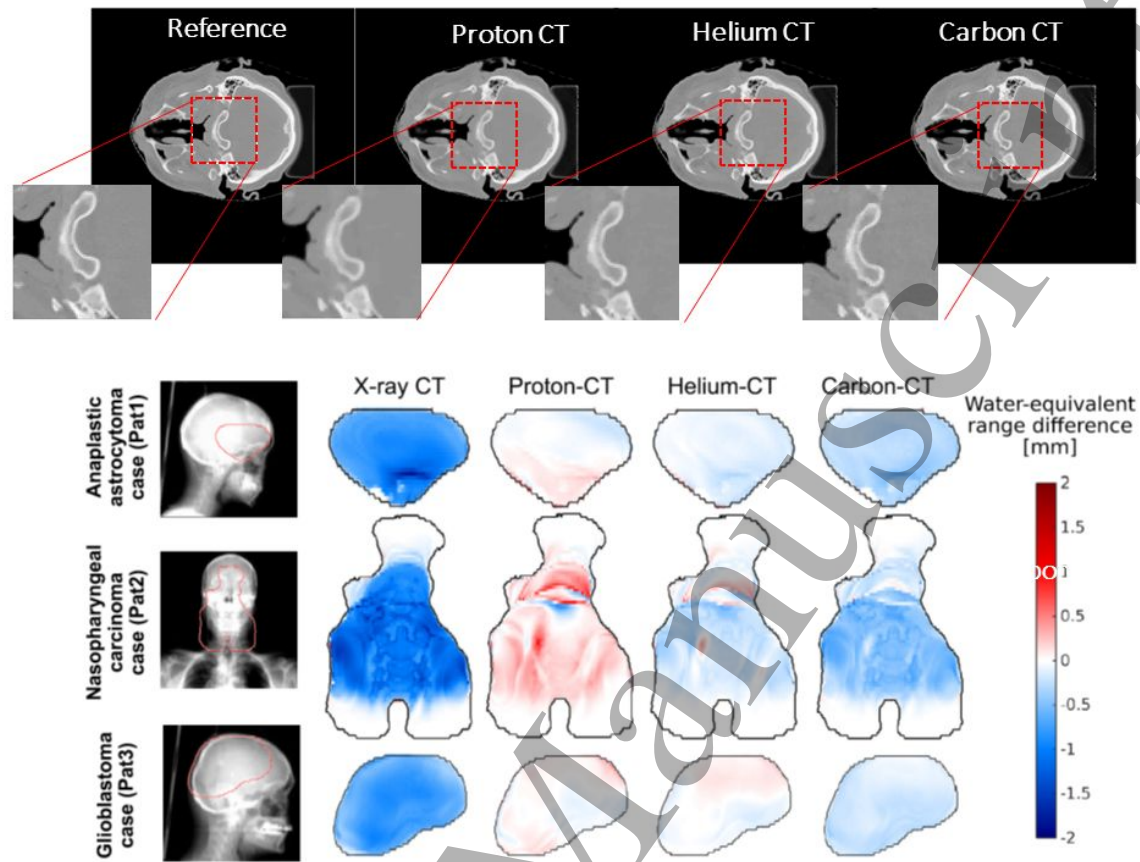 Reference
Proton CT
Helium CT
Carbon CT
X-ray CT
Proton-CT
Helium-CT
Carbon-CT
Water-equivalent
range difference
[mm]
Anaplastic
astrocytoma
case (Pat1)
Nasopharyngeal
carcinoma
case (Pat2)
Glioblastoma
case (Pat3)
2
1.5
1
0.5
0
-0.5
-1
-1.5
-2
Manuscr